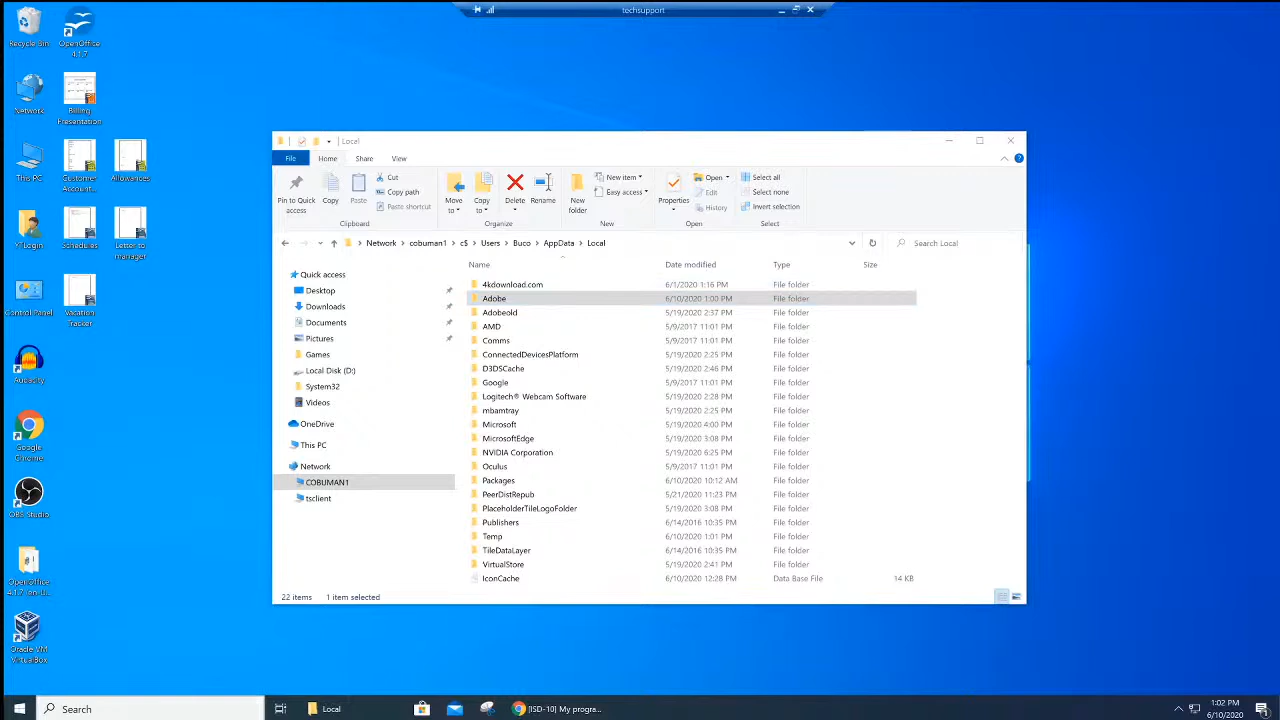 techsupport
Recycle Bin
OpenOffice
4.1.7
Network
Billing
Presentation
This PC
Customer
Account...
Allowances
YTLogin
Schedules
Letter to
manager
Control Panel
Vacation
Tracker
Audacity
Google
Chrome
OBS Studio
OpenOffice
4.1.7 -en-U...
Oracle VM
VirtualBox
Local
File Home Share View
Pin to Quick
access
Copy
Paste
Cut
Copy path
Paste shortcut
Clipboard
Move
to
Copy
to
Delete
Rename
Organize
New
folder
New item
Easy access
New
Properties
Open
Edit
History
Open
Select all
Select none
Invert selection
Select
Network > cobuman1 > c$ > Users > Buco > AppData > Local
Search Local
Quick access
Desktop
Downloads
Documents
Pictures
Games
Local Disk (D:)
System32
Videos
OneDrive
This PC
Network
COBUMAN1
tsclient
Name Date modified Type Size
4kdownload.com 6/1/2020 1:16 PM File folder
Adobe 6/10/2020 1:00 PM File folder
Adobeold 5/19/2020 2:37 PM File folder
AMD 5/9/2017 11:01 PM File folder
Comms 5/9/2017 11:01 PM File folder
ConnectedDevicesPlatform 5/19/2020 2:25 PM File folder
D3DSCache 5/19/2020 2:46 PM File folder
Google 5/9/2017 11:01 PM File folder
Logitech® Webcam Software 5/19/2020 2:28 PM File folder
mbamtray 5/19/2020 2:25 PM File folder
Microsoft 5/19/2020 4:00 PM File folder
MicrosoftEdge 5/19/2020 3:08 PM File folder
NVIDIA Corporation 5/19/2020 6:25 PM File folder
Oculus 5/9/2017 11:01 PM File folder
Packages 6/10/2020 10:12 AM File folder
PeerDistRepub 5/21/2020 11:23 PM File folder
PlaceholderTileLogoFolder 5/19/2020 3:08 PM File folder
Publishers 6/14/2016 10:35 PM File folder
Temp 6/10/2020 1:01 PM File folder
TileDataLayer 6/14/2016 10:35 PM File folder
VirtualStore 5/19/2020 2:37 PM File folder
IconCache 6/10/2020 12:28 PM Data Base File 14 KB
22 items 1 item selected
Search
Local
[ISD-10] My progra...
1:02 PM
6/10/2020